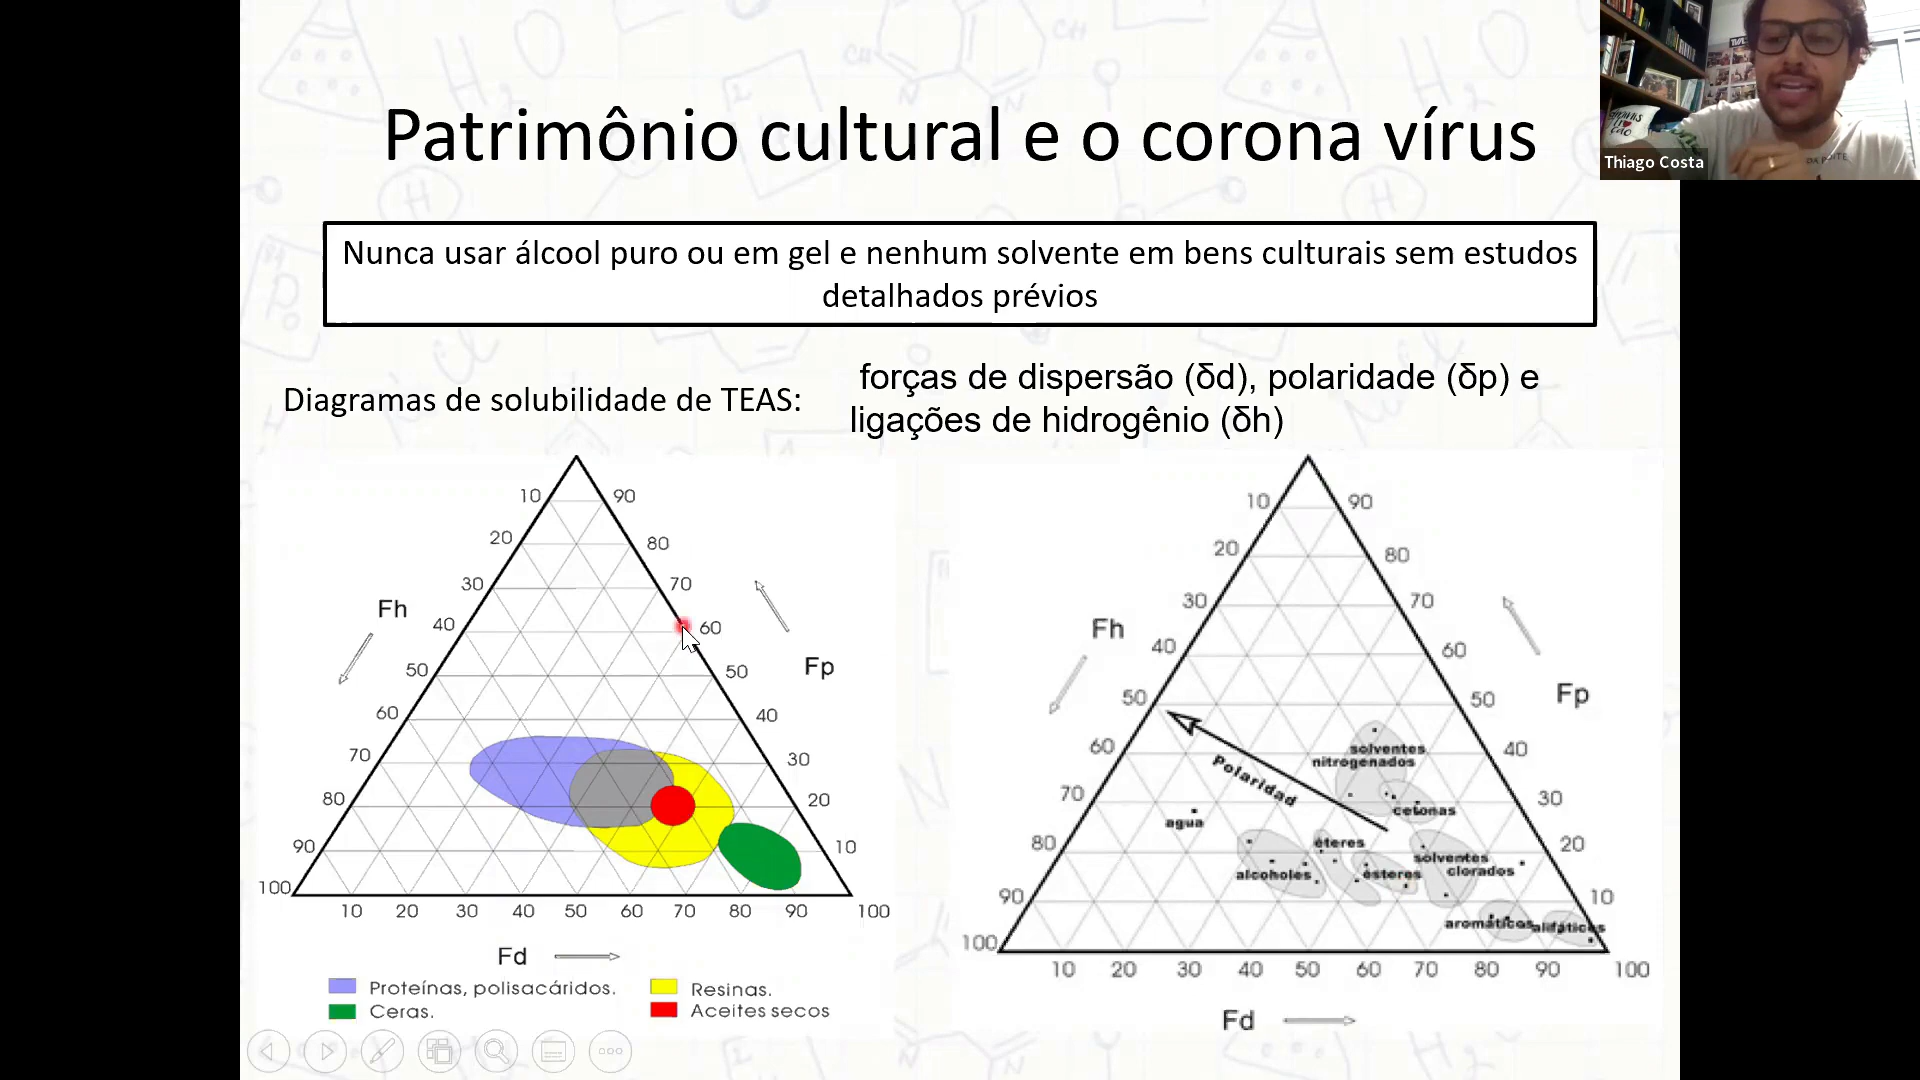 Patrimônio cultural e o corona vírus
Thiago Costa
Nunca usar álcool puro ou em gel e nenhum solvente em bens culturais sem estudos
detalhados prévios
Diagramas de solubilidade de TEAS:
forças de dispersão (δd), polaridade (δp) e
ligações de hidrogênio (δh)
10 90
20 80
30 70
Fh
40 60
50 50
Fp
60 40
70 30
80 20
90 10
100
10 20 30 40 50 60 70 80 90 100
Fd
Proteínas, polisacáridos.
Resinas.
Ceras.
Aceites secos
10 90
20 80
30 70
Fh
40 60
50 50
Fp
60 40
solventes
nitrogenados
Polaridad
70 30
cetonas
agua
80 20
éteres
solventes
clorados
alcoholes
ésteres
90 10
aromáticos
alifáticos
100
10 20 30 40 50 60 70 80 90 100
Fd